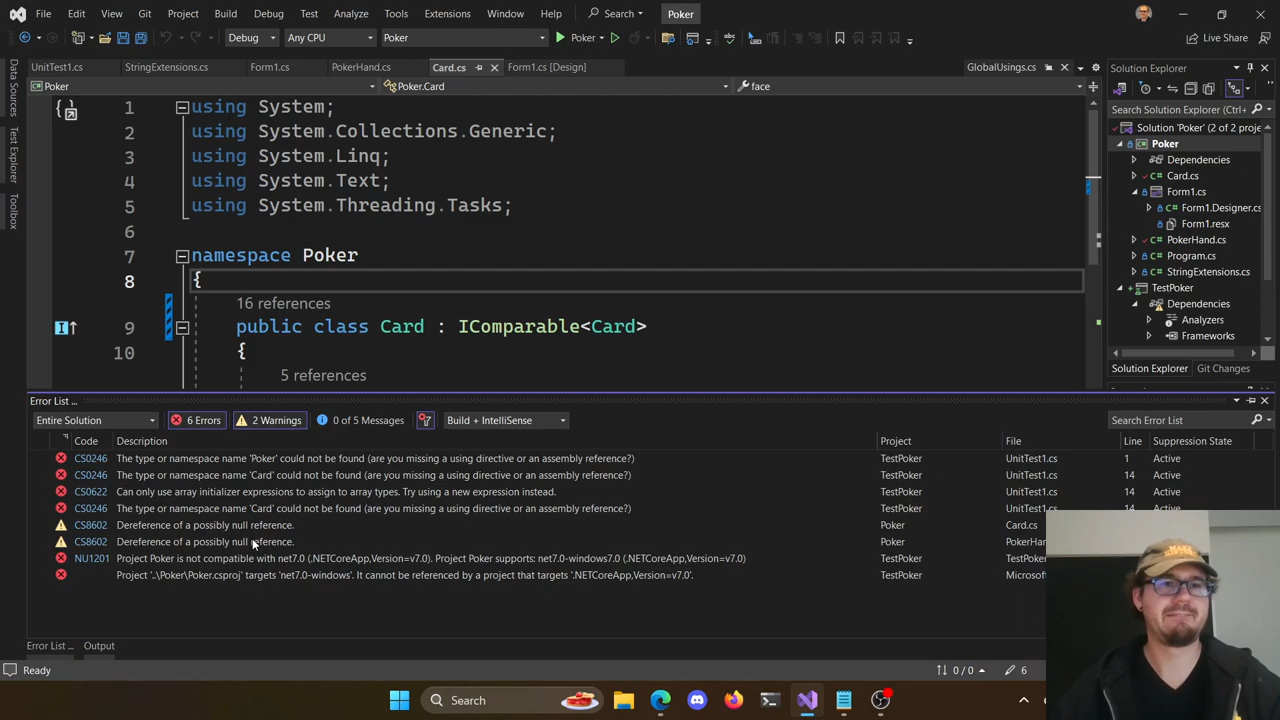 File Edit View Git Project Build Debug Test Analyze Tools Extensions Window Help Search Poker
Debug Any CPU Poker Poker Live Share
UnitTest1.cs StringExtensions.cs Form1.cs PokerHand.cs Card.cs Form1.cs [Design] GlobalUsings.cs
Poker Poker.Card face
Data Sources
Test Explorer
Toolbox
1 using System;
2 using System.Collections.Generic;
3 using System.Linq;
4 using System.Text;
5 using System.Threading.Tasks;
6
7 namespace Poker
8 {
16 references
9 public class Card : IComparable<Card>
10 {
5 references
Solution Explorer
Search Solution Explorer (Ctrl+
Solution 'Poker' (2 of 2 proje
Poker
Dependencies
Card.cs
Form1.cs
Form1.Designer.cs
Form1.resx
PokerHand.cs
Program.cs
StringExtensions.cs
TestPoker
Dependencies
Analyzers
Frameworks
Solution Explorer Git Changes
Error List ...
Entire Solution 6 Errors 2 Warnings 0 of 5 Messages Build + IntelliSense Search Error List
Code Description Project File Line Suppression State
CS0246 The type or namespace name 'Poker' could not be found (are you missing a using directive or an assembly reference?) TestPoker UnitTest1.cs 1 Active
CS0246 The type or namespace name 'Card' could not be found (are you missing a using directive or an assembly reference?) TestPoker UnitTest1.cs 14 Active
CS0622 Can only use array initializer expressions to assign to array types. Try using a new expression instead. TestPoker UnitTest1.cs 14 Active
CS0246 The type or namespace name 'Card' could not be found (are you missing a using directive or an assembly reference?) TestPoker UnitTest1.cs 14 Active
CS8602 Dereference of a possibly null reference. Poker Card.cs
CS8602 Dereference of a possibly null reference. Poker PokerHan
NU1201 Project Poker is not compatible with net7.0 (.NETCoreApp,Version=v7.0). Project Poker supports: net7.0-windows7.0 (.NETCoreApp,Version=v7.0) TestPoker TestPok
Project '..\Poker\Poker.csproj' targets 'net7.0-windows'. It cannot be referenced by a project that targets '.NETCoreApp,Version=v7.0'. TestPoker Microsof
Error List ... Output
Ready 0 / 0 6
Search